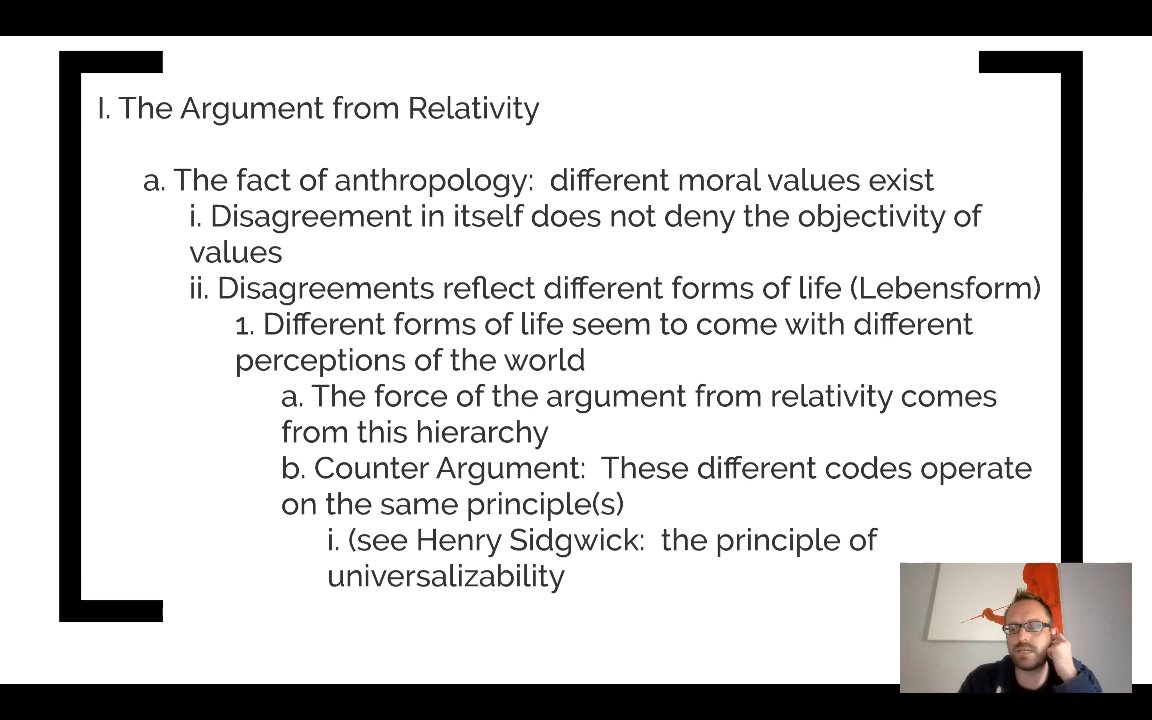 I. The Argument from Relativity
a. The fact of anthropology:  different moral values exist
i. Disagreement in itself does not deny the objectivity of
values
ii. Disagreements reflect different forms of life (Lebensform)
1. Different forms of life seem to come with different
perceptions of the world
a. The force of the argument from relativity comes
from this hierarchy
b. Counter Argument:  These different codes operate
on the same principle(s)
i. (see Henry Sidgwick:  the principle of
universalizability